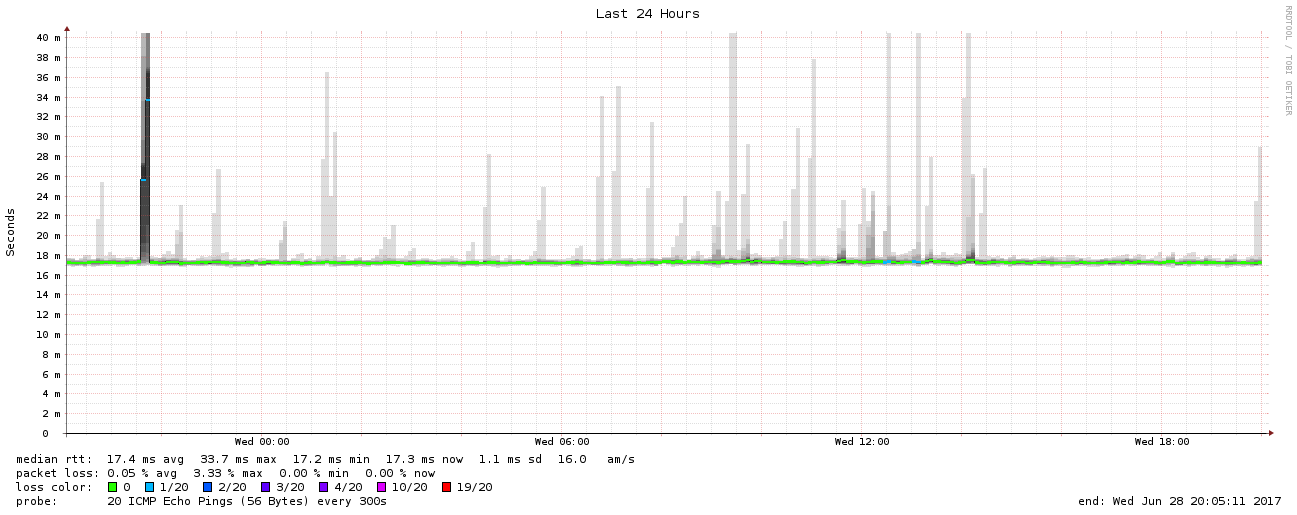 Last 24 Hours
RRDTOOL / TOBI OETIKER
Seconds
40 m
38 m
36 m
34 m
32 m
30 m
28 m
26 m
24 m
22 m
20 m
18 m
16 m
14 m
12 m
10 m
8 m
6 m
4 m
2 m
0
Wed 00:00 Wed 06:00 Wed 12:00 Wed 18:00
median rtt: 17.4 ms avg 33.7 ms max 17.2 ms min 17.3 ms now 1.1 ms sd 16.0 am/s
packet loss: 0.05 % avg 3.33 % max 0.00 % min 0.00 % now
loss color: 0 1/20 2/20 3/20 4/20 10/20 19/20
probe: 20 ICMP Echo Pings (56 Bytes) every 300s end: Wed Jun 28 20:05:11 2017